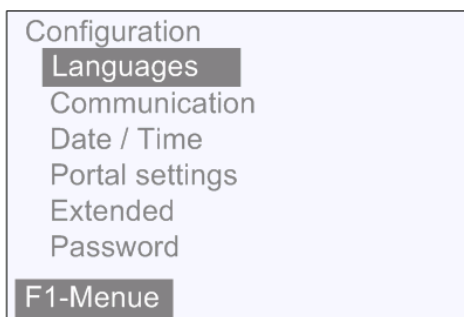 Configuration
Languages
Communication
Date / Time
Portal settings
Extended
Password
F1-Menue